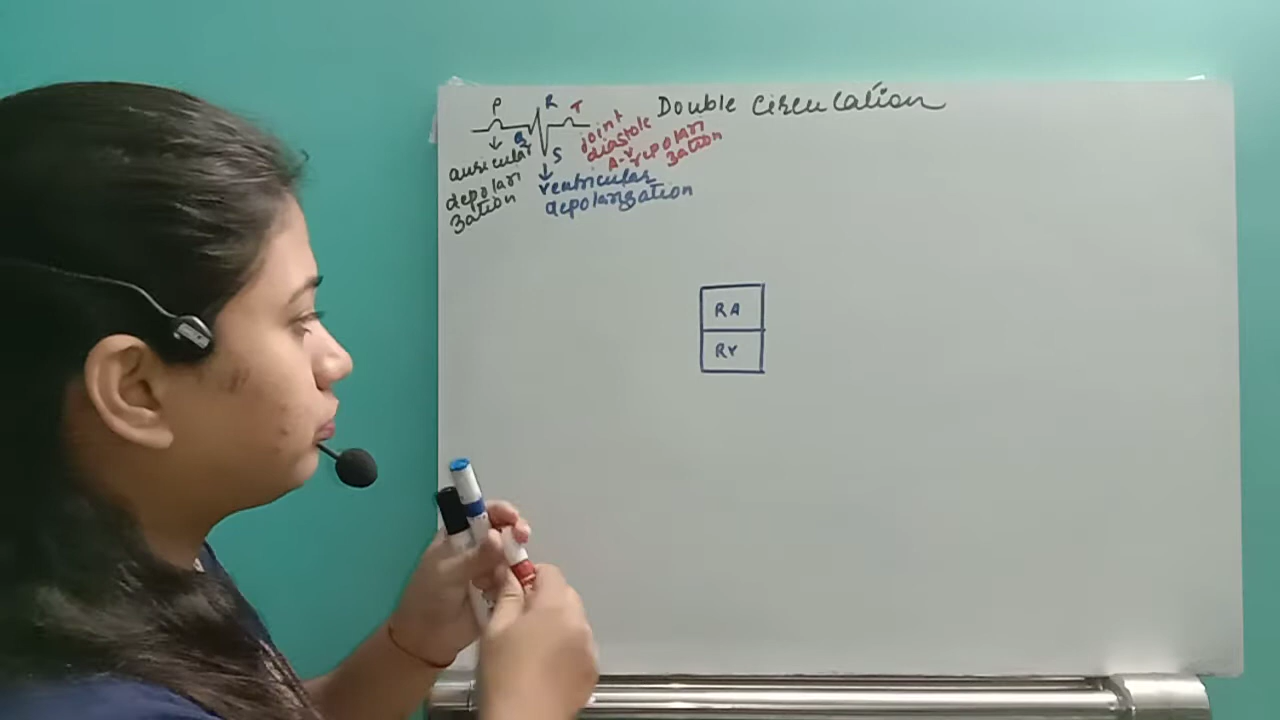 Double Circulation
P R T
Q S
auricular
depolari
zation
ventricular
depolarization
joint
diastole
A-V repolari
zation
RA
RV